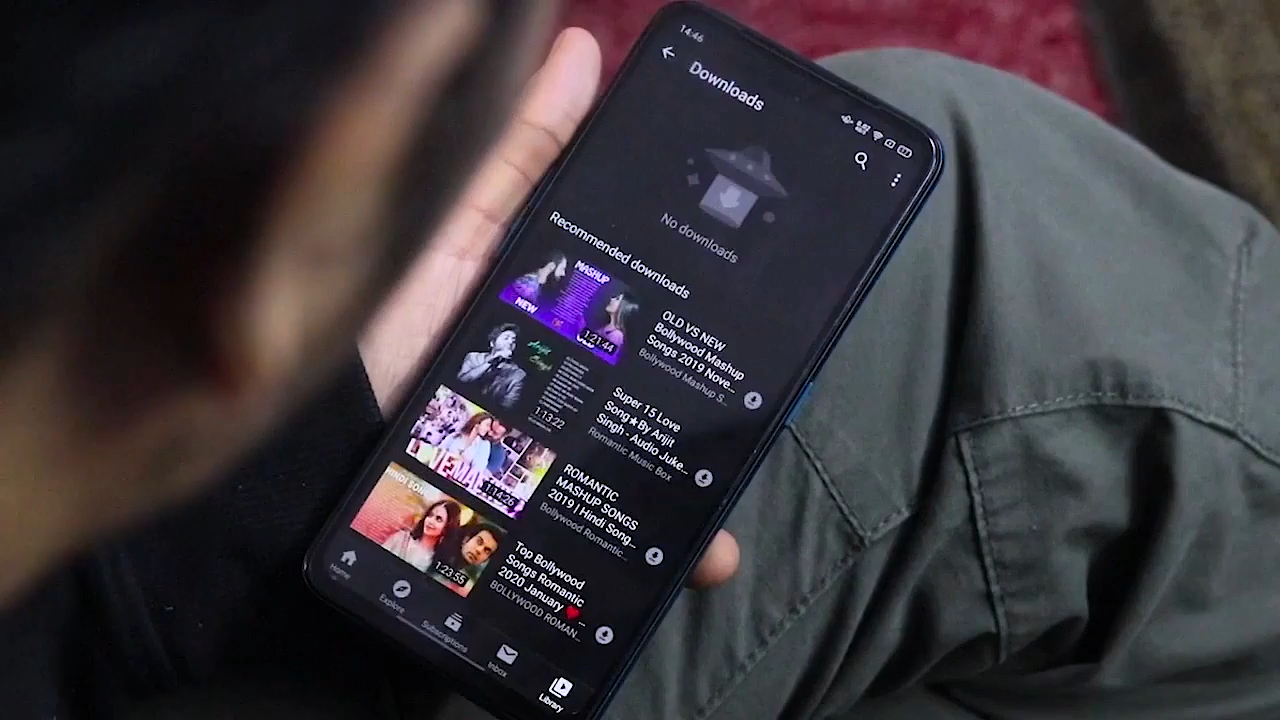 14:46
Downloads
No downloads
Recommended downloads
MASHUP
NEW
1:21:44
OLD VS NEW
Bollywood Mashup
Songs 2019 Nove...
Bollywood Mashup S...
Arijit
Singh
1:13:22
Super 15 Love
Song★By Arijit
Singh - Audio Juke...
Romantic Music Box
1:14:26
ROMANTIC
MASHUP SONGS
2019 | Hindi Song...
Bollywood Romantic...
HINDI SON
1:23:55
Top Bollywood
Songs Romantic
2020 January ❤...
BOLLYWOOD ROMAN...
Home
Explore
Subscriptions
Inbox
Library